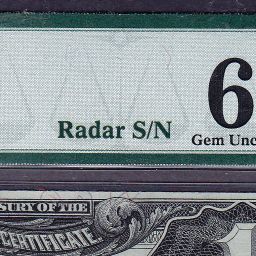 6
Radar S/N
Gem Unc
SURY OF THE
CERTIFICATE